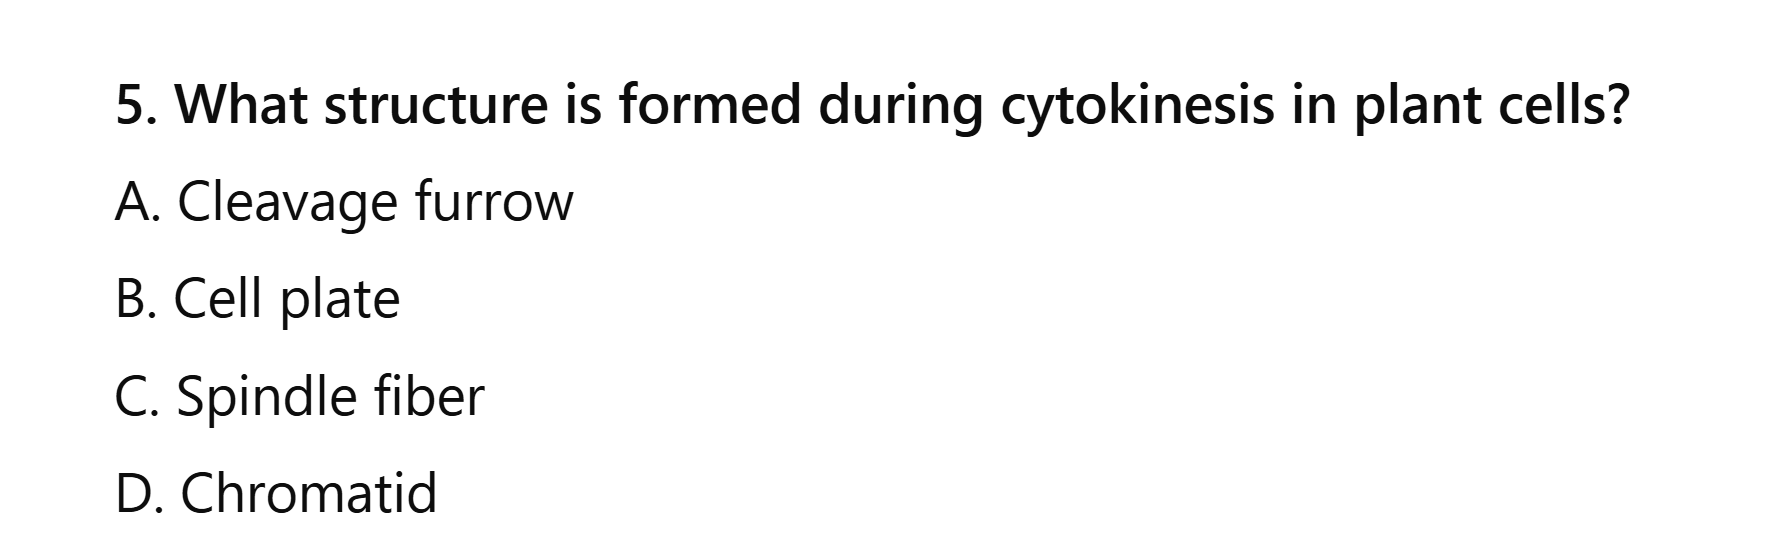 5. What structure is formed during cytokinesis in plant cells?
A. Cleavage furrow
B. Cell plate
C. Spindle fiber
D. Chromatid